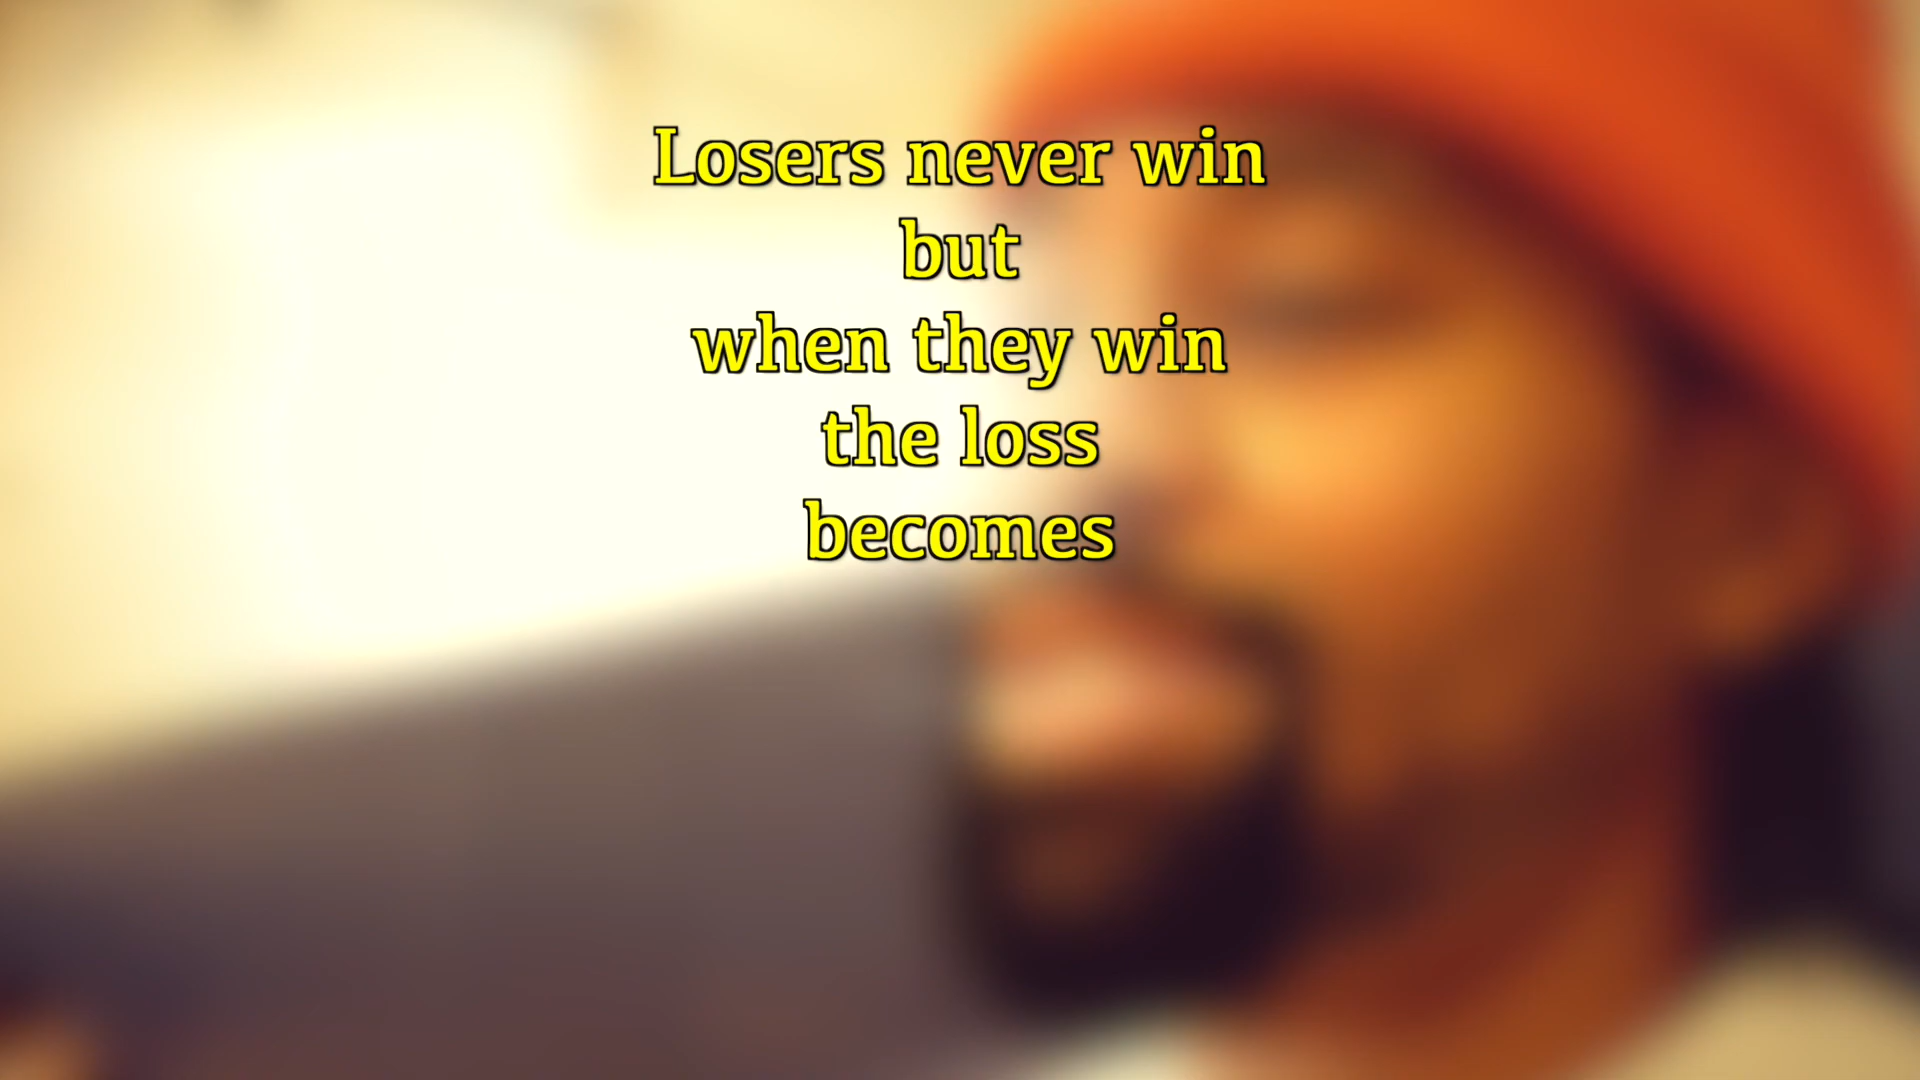 Losers never win
but
when they win
the loss
becomes